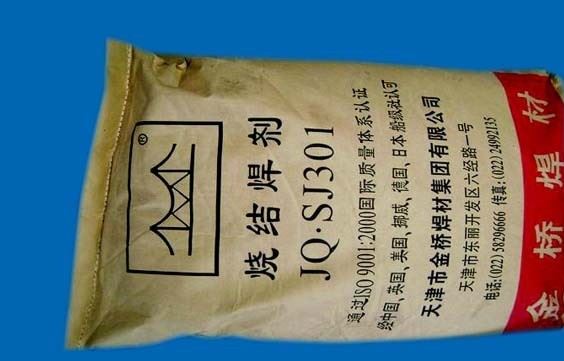 ®
烧结焊剂
JQ·SJ301
通过ISO 9001:2000国际质量体系认证
经中国、英国、美国、挪威、德国、日本船级社认可
天津市金桥焊材集团有限公司
天津市东丽开发区六经路一号
电话:(022) 58296666 传真:(022) 24992135
金桥焊材